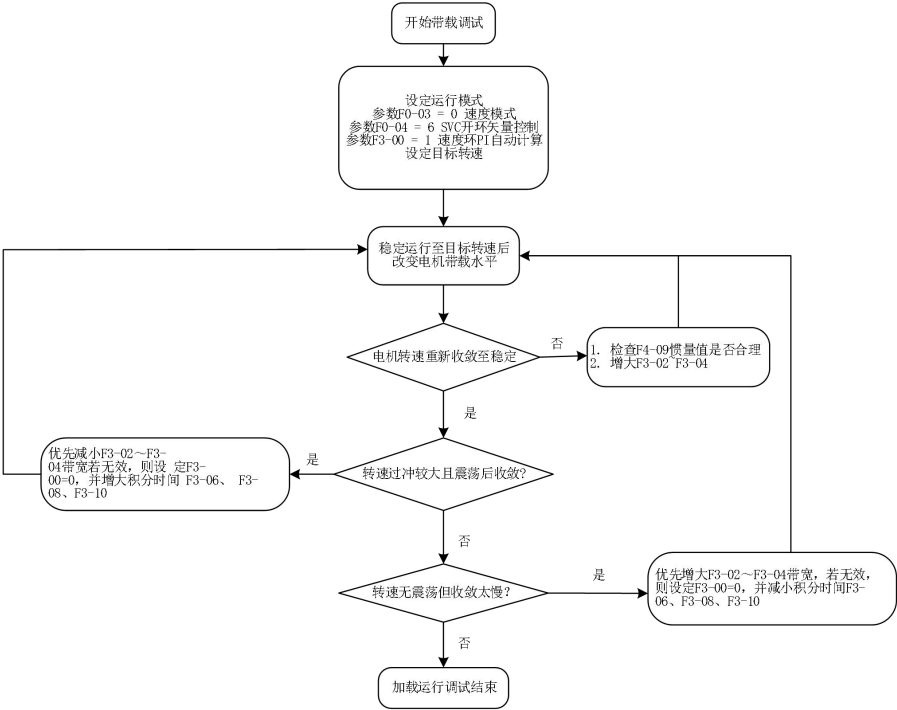 开始带载调试
设定运行模式
参数F0-03 = 0 速度模式
参数F0-04 = 6 SVC开环矢量控制
参数F3-00 = 1 速度环PI自动计算
设定目标转速
稳定运行至目标转速后
改变电机带载水平
电机转速重新收敛至稳定
否
1. 检查F4-09惯量值是否合理
2. 增大F3-02~F3-04
是
转速过冲较大且震荡后收敛?
是
优先减小F3-02～F3-
04带宽若无效，则设 定F3-
00=0，并增大积分时间 F3-06、 F3-
08、F3-10
否
转速无震荡但收敛太慢?
是
优先增大F3-02～F3-04带宽，若无效，
则设定F3-00=0，并减小积分时间F3-
06、F3-08、F3-10
否
加载运行调试结束